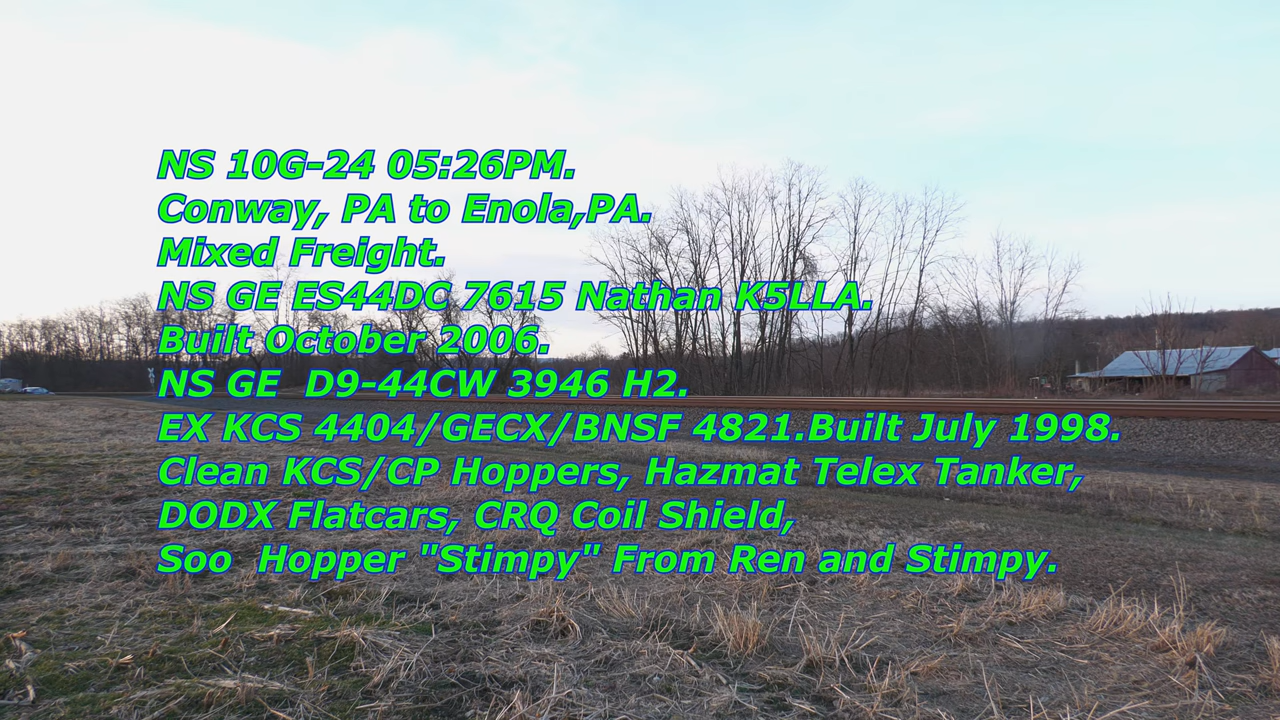 NS 10G-24 05:26PM.
Conway, PA to Enola,PA.
Mixed Freight.
NS GE ES44DC 7615 Nathan K5LLA.
Built October 2006.
NS GE  D9-44CW 3946 H2.
EX KCS 4404/GECX/BNSF 4821.Built July 1998.
Clean KCS/CP Hoppers, Hazmat Telex Tanker,
DODX Flatcars, CRQ Coil Shield,
Soo  Hopper "Stimpy" From Ren and Stimpy.